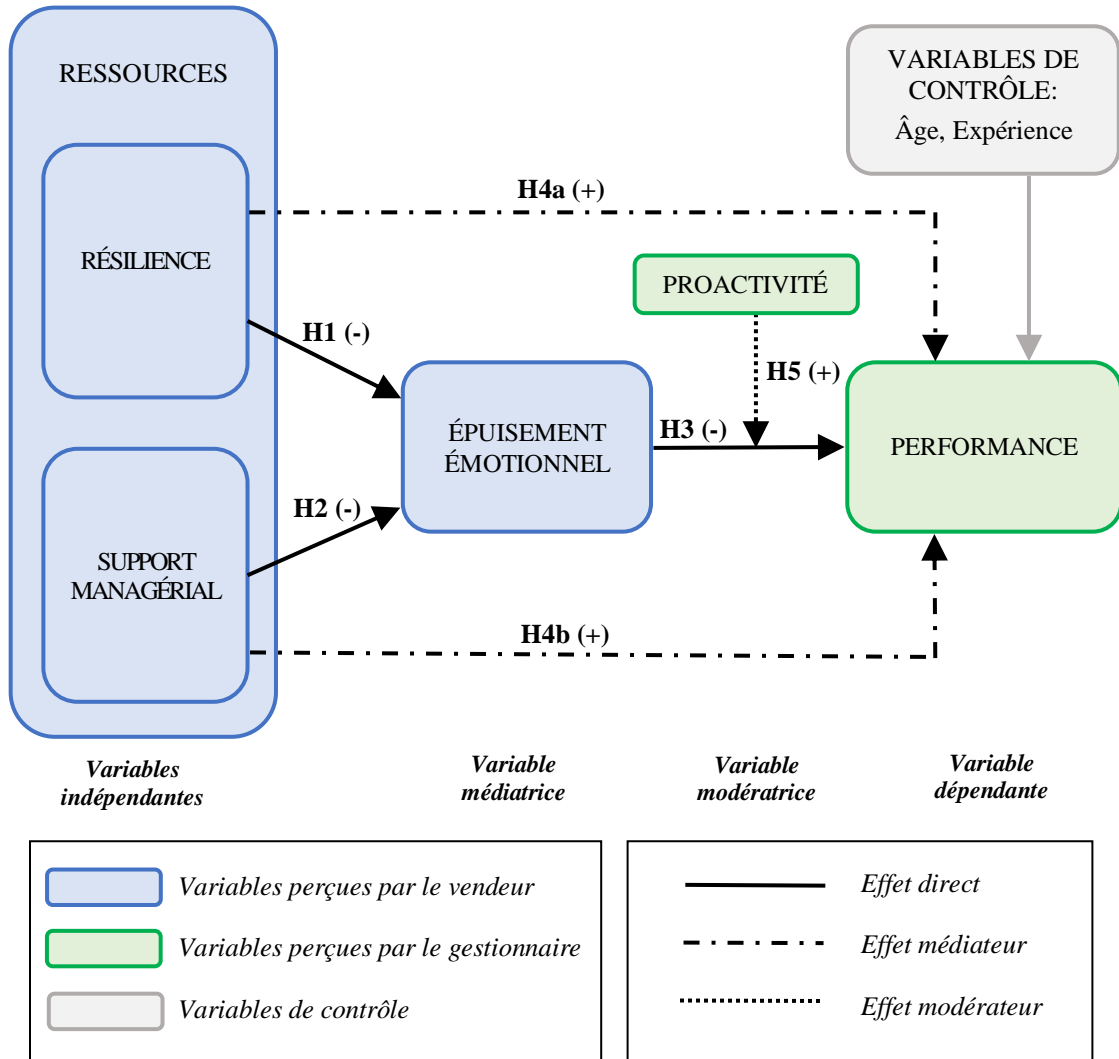 RESSOURCES
VARIABLES DE
CONTRÔLE:
Âge, Expérience
H4a (+)
RÉSILIENCE
PROACTIVITÉ
H1 (-)
H5 (+)
ÉPUISEMENT
ÉMOTIONNEL
H3 (-)
PERFORMANCE
H2 (-)
SUPPORT
MANAGÉRIAL
H4b (+)
Variables
indépendantes
Variable
médiatrice
Variable
modératrice
Variable
dépendante
Variables perçues par le vendeur
Variables perçues par le gestionnaire
Variables de contrôle
Effet direct
Effet médiateur
Effet modérateur